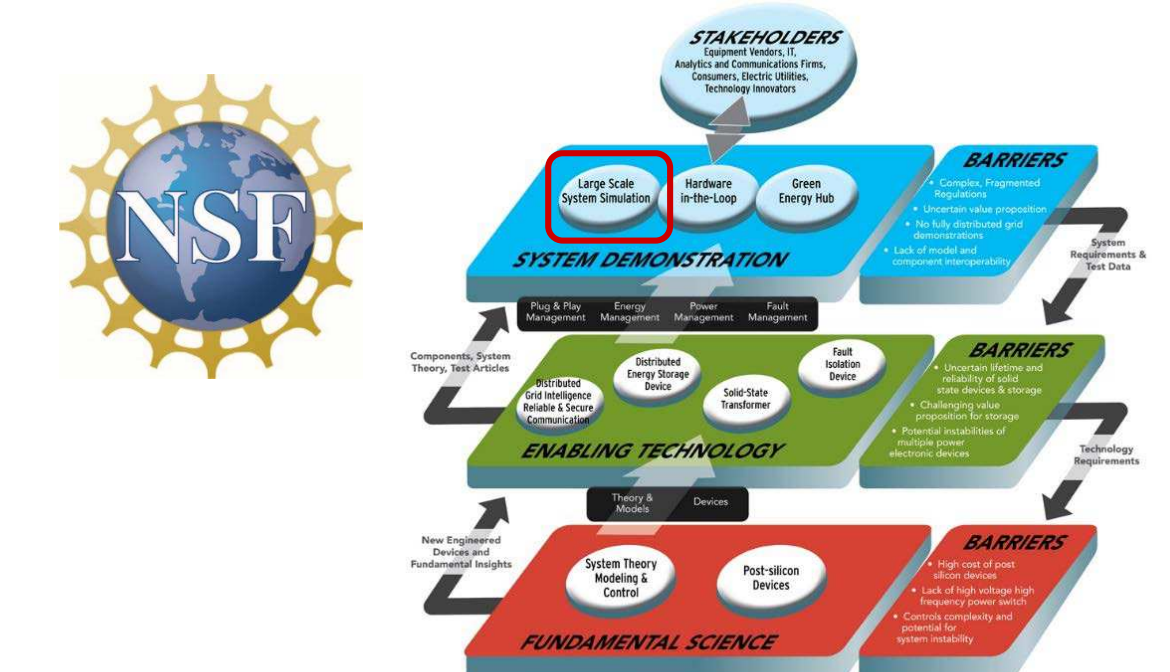 NSF
STAKEHOLDERS
Equipment Vendors, IT,
Analytics and Communications Firms,
Consumers, Electric Utilities,
Technology Innovators
Large Scale
System Simulation
Hardware
in-the-Loop
Green
Energy Hub
SYSTEM DEMONSTRATION
BARRIERS
• Complex, Fragmented
Regulations
• Uncertain value proposition
• No fully distributed grid
demonstrations
• Lack of model and
component interoperability
System
Requirements &
Test Data
Plug & Play
Management
Energy
Management
Power
Management
Fault
Management
Components, System
Theory, Test Articles
Distributed
Grid Intelligence
Reliable & Secure
Communication
Distributed
Energy Storage
Device
Solid-State
Transformer
Fault
Isolation
Device
ENABLING TECHNOLOGY
BARRIERS
• Uncertain lifetime and
reliability of solid
state devices & storage
• Challenging value
proposition for storage
• Potential instabilities of
multiple power
electronic devices
Technology
Requirements
Theory &
Models
Devices
New Engineered
Devices and
Fundamental Insights
System Theory
Modeling &
Control
Post-silicon
Devices
FUNDAMENTAL SCIENCE
BARRIERS
• High cost of post
silicon devices
• Lack of high voltage high
frequency power switch
• Controls complexity and
potential for
system instability